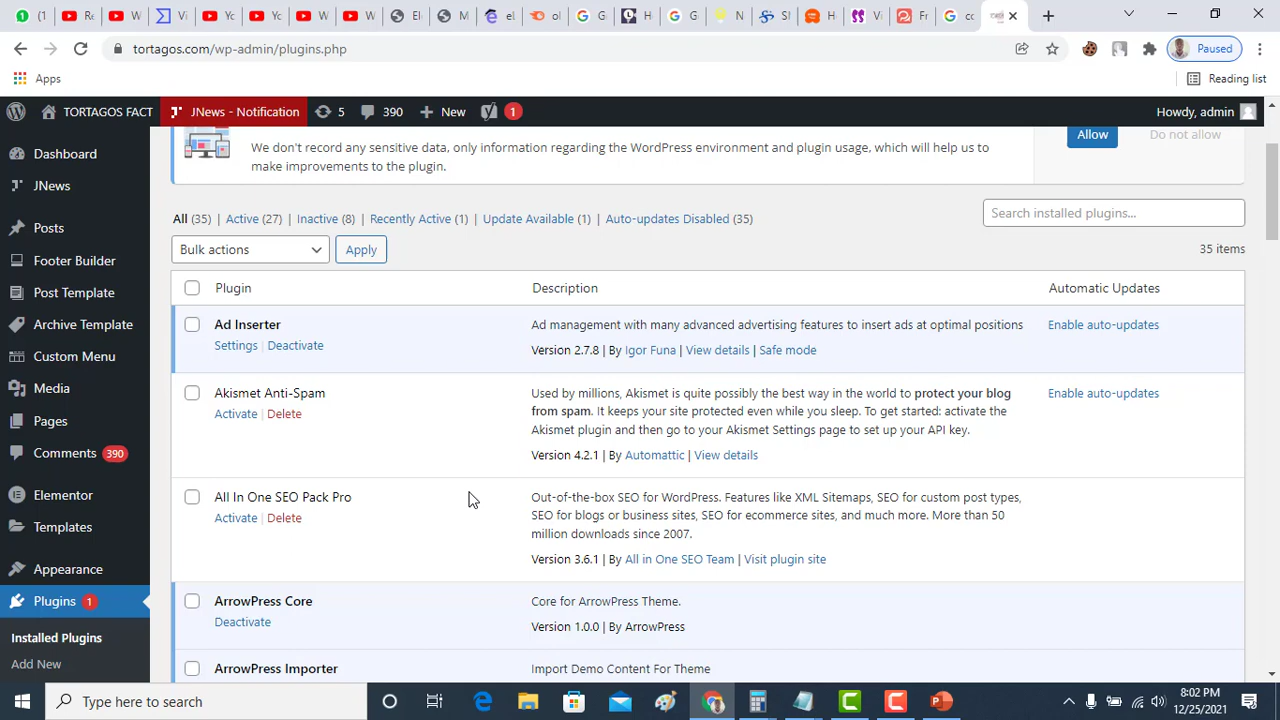 Re
W
Yc
Yc
W
W
El
M
el
ol
G
H
G
N
Sl
H
Vi
Fr
cc
tortagos.com/wp-admin/plugins.php
Paused
Apps
Reading list
TORTAGOS FACT
JNews - Notification
5
390
New
1
Howdy, admin
We don't record any sensitive data, only information regarding the WordPress environment and plugin usage, which will help us
to make improvements to the plugin.
Allow
Do not allow
Dashboard
JNews
Posts
Footer Builder
Post Template
Archive Template
Custom Menu
Media
Pages
Comments 390
Elementor
Templates
Appearance
Plugins 1
Installed Plugins
Add New
All (35) | Active (27) | Inactive (8) | Recently Active (1) | Update Available (1) | Auto-updates Disabled (35)
Search installed plugins...
Bulk actions
Apply
35 items
Plugin
Description
Automatic Updates
Ad Inserter
Settings | Deactivate
Ad management with many advanced advertising features to insert ads at optimal positions
Version 2.7.8 | By Igor Funa | View details | Safe mode
Enable auto-updates
Akismet Anti-Spam
Activate | Delete
Used by millions, Akismet is quite possibly the best way in the world to protect your blog
from spam. It keeps your site protected even while you sleep. To get started: activate the
Akismet plugin and then go to your Akismet Settings page to set up your API key.
Version 4.2.1 | By Automattic | View details
Enable auto-updates
All In One SEO Pack Pro
Activate | Delete
Out-of-the-box SEO for WordPress. Features like XML Sitemaps, SEO for custom post types,
SEO for blogs or business sites, SEO for ecommerce sites, and much more. More than 50
million downloads since 2007.
Version 3.6.1 | By All in One SEO Team | Visit plugin site
ArrowPress Core
Deactivate
Core for ArrowPress Theme.
Version 1.0.0 | By ArrowPress
ArrowPress Importer
Import Demo Content For Theme
Type here to search
8:02 PM
12/25/2021